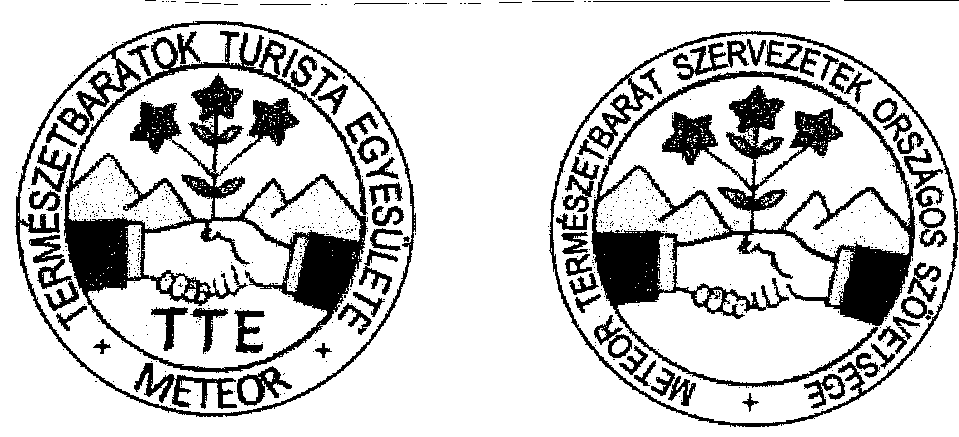 TERMÉSZETBARÁTOK TURISTA EGYESÜLETE
TTE
+ METEOR +
METEOR TERMÉSZETBARÁT SZERVEZETEK ORSZÁGOS SZÖVETSÉGE
+